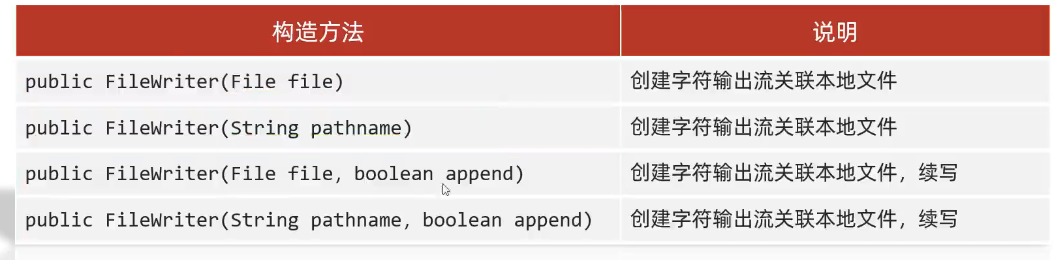 构造方法 说明
public FileWriter(File file) 创建字符输出流关联本地文件
public FileWriter(String pathname) 创建字符输出流关联本地文件
public FileWriter(File file, boolean append) 创建字符输出流关联本地文件，续写
public FileWriter(String pathname, boolean append) 创建字符输出流关联本地文件，续写